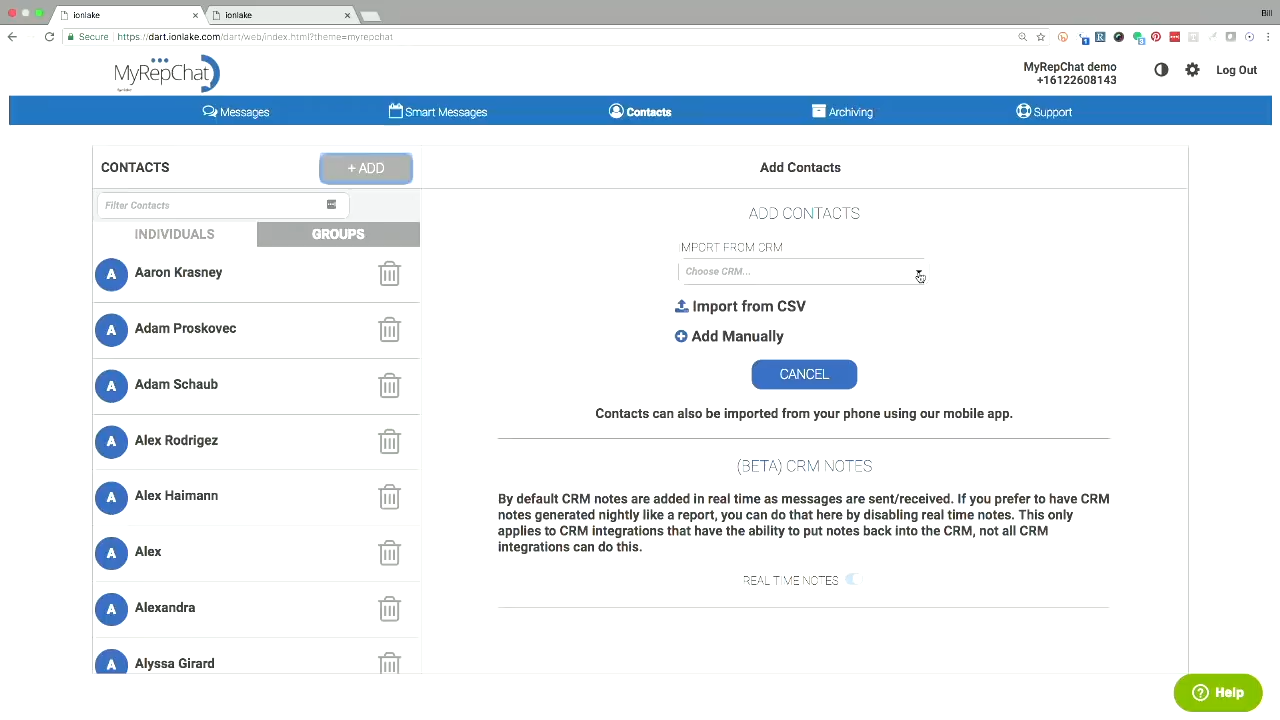 ionlake
ionlake
Bill
Secure
https://dart.ionlake.com/dart/web/index.html?theme=myrepchat
MyRepChat
MyRepChat demo
+16122608143
Log Out
Messages
Smart Messages
Contacts
Archiving
Support
CONTACTS
+ ADD
Add Contacts
Filter Contacts
INDIVIDUALS
GROUPS
A Aaron Krasney
A Adam Proskovec
A Adam Schaub
A Alex Rodrigez
A Alex Haimann
A Alex
A Alexandra
A Alyssa Girard
ADD CONTACTS
IMPORT FROM CRM
Choose CRM...
Import from CSV
Add Manually
CANCEL
Contacts can also be imported from your phone using our mobile app.
(BETA) CRM NOTES
By default CRM notes are added in real time as messages are sent/received. If you prefer to have CRM
notes generated nightly like a report, you can do that here by disabling real time notes. This only
applies to CRM integrations that have the ability to put notes back into the CRM, not all CRM
integrations can do this.
REAL TIME NOTES
? Help